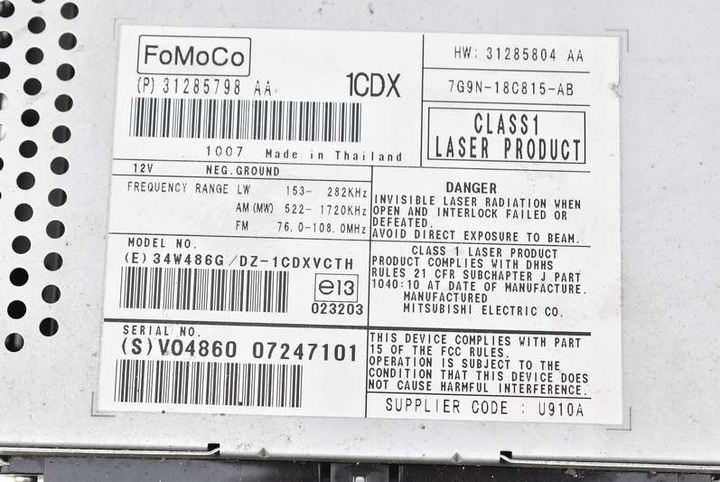 FoMoCo
(P) 31285798 AA
1CDX
1007 Made in Thailand
HW: 31285804 AA
7G9N-18C815-AB
CLASS1
LASER PRODUCT
12V NEG.GROUND
FREQUENCY RANGE LW 153- 282KHz
AM (MW) 522- 1720KHz
FM 76.0-108.0MHz
DANGER
INVISIBLE LASER RADIATION WHEN
OPEN AND INTERLOCK FAILED OR
DEFEATED.
AVOID DIRECT EXPOSURE TO BEAM.
MODEL NO.
(E) 34W486G/DZ-1CDXVCTH
e13
023203
CLASS 1 LASER PRODUCT
PRODUCT COMPLIES WITH DHHS
RULES 21 CFR SUBCHAPTER J PART
1040:10 AT DATE OF MANUFACTURE.
MANUFACTURED
MITSUBISHI ELECTRIC CO.
SERIAL NO.
(S) V04860 07247101
THIS DEVICE COMPLIES WITH PART
15 OF THE FCC RULES.
OPERATION IS SUBJECT TO THE
CONDITION THAT THIS DEVICE DOES
NOT CAUSE HARMFUL INTERFERENCE.
SUPPLIER CODE : U910A